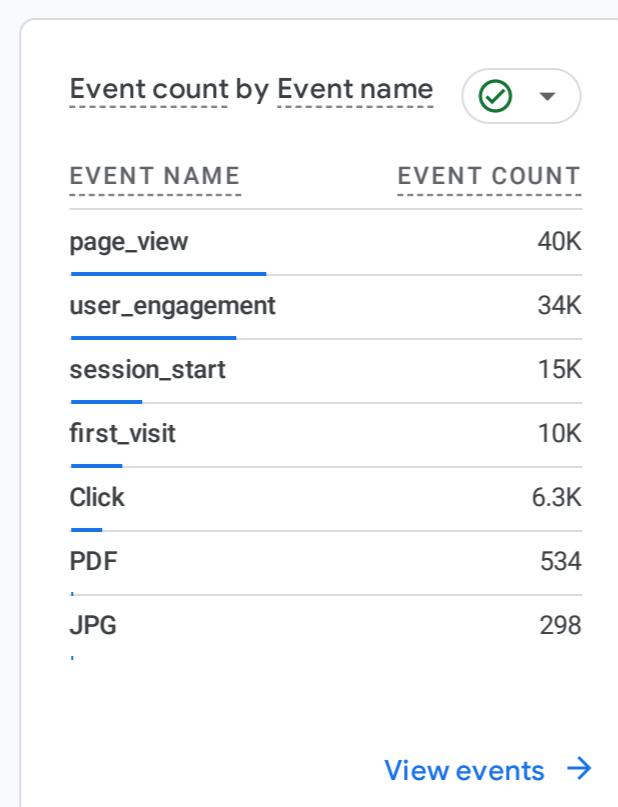 Event count by Event name
EVENT NAME EVENT COUNT
page_view 40K
user_engagement 34K
session_start 15K
first_visit 10K
Click 6.3K
PDF 534
JPG 298
View events